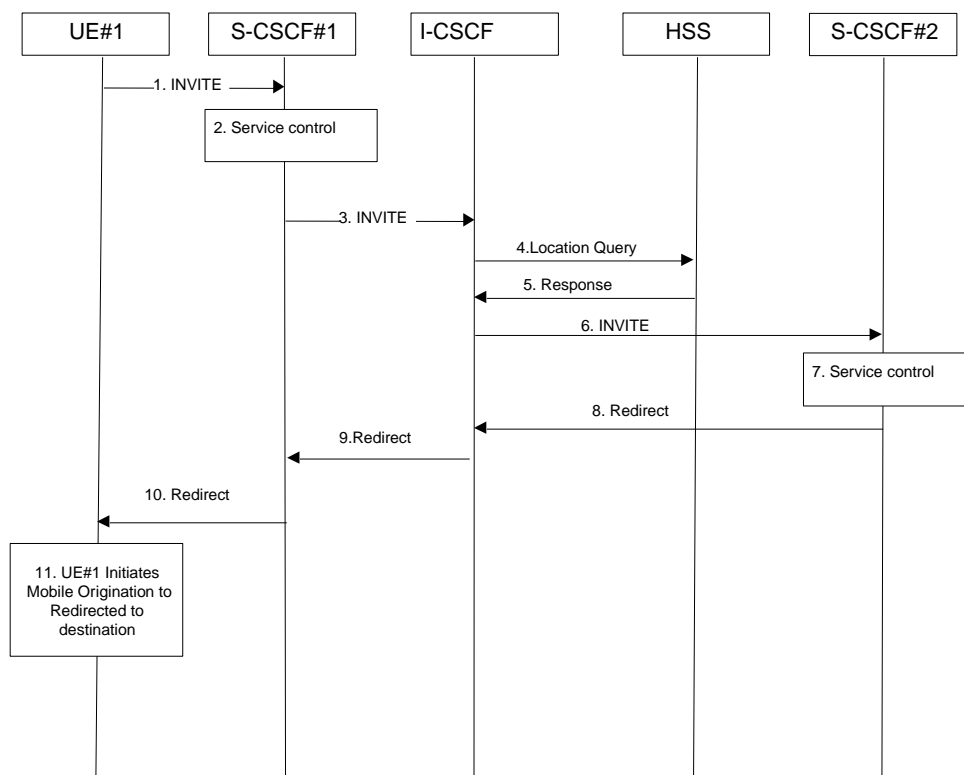 UE#1
S-CSCF#1
I-CSCF
HSS
S-CSCF#2
1. INVITE
2. Service control
3. INVITE
4.Location Query
5. Response
6. INVITE
7. Service control
8. Redirect
9.Redirect
10. Redirect
11. UE#1 Initiates
Mobile Origination to
Redirected to
destination